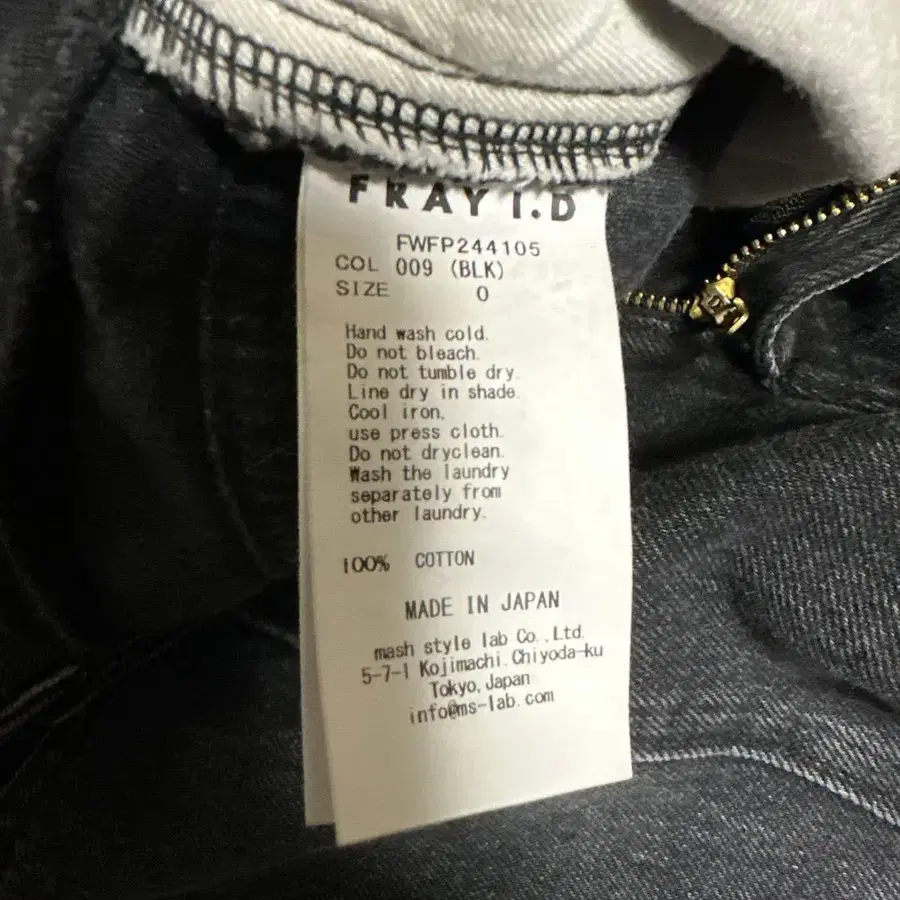 FRAY I.D
FWFP244105
COL 009 (BLK)
SIZE 0
Hand wash cold.
Do not bleach.
Do not tumble dry.
Line dry in shade.
Cool iron,
use press cloth.
Do not dryclean.
Wash the laundry
separately from
other laundry.
100% COTTON
MADE IN JAPAN
mash style lab Co.,Ltd.
5-7-1 Kojimachi.Chiyoda-ku
Tokyo,Japan
info@ms-lab.com